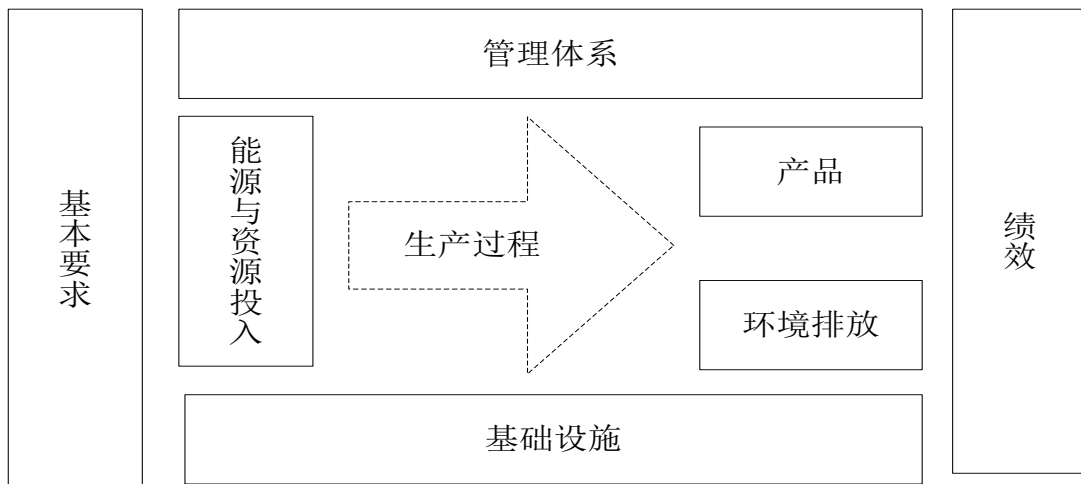 基本要求
管理体系
能源与资源投入
生产过程
产品
环境排放
基础设施
绩效